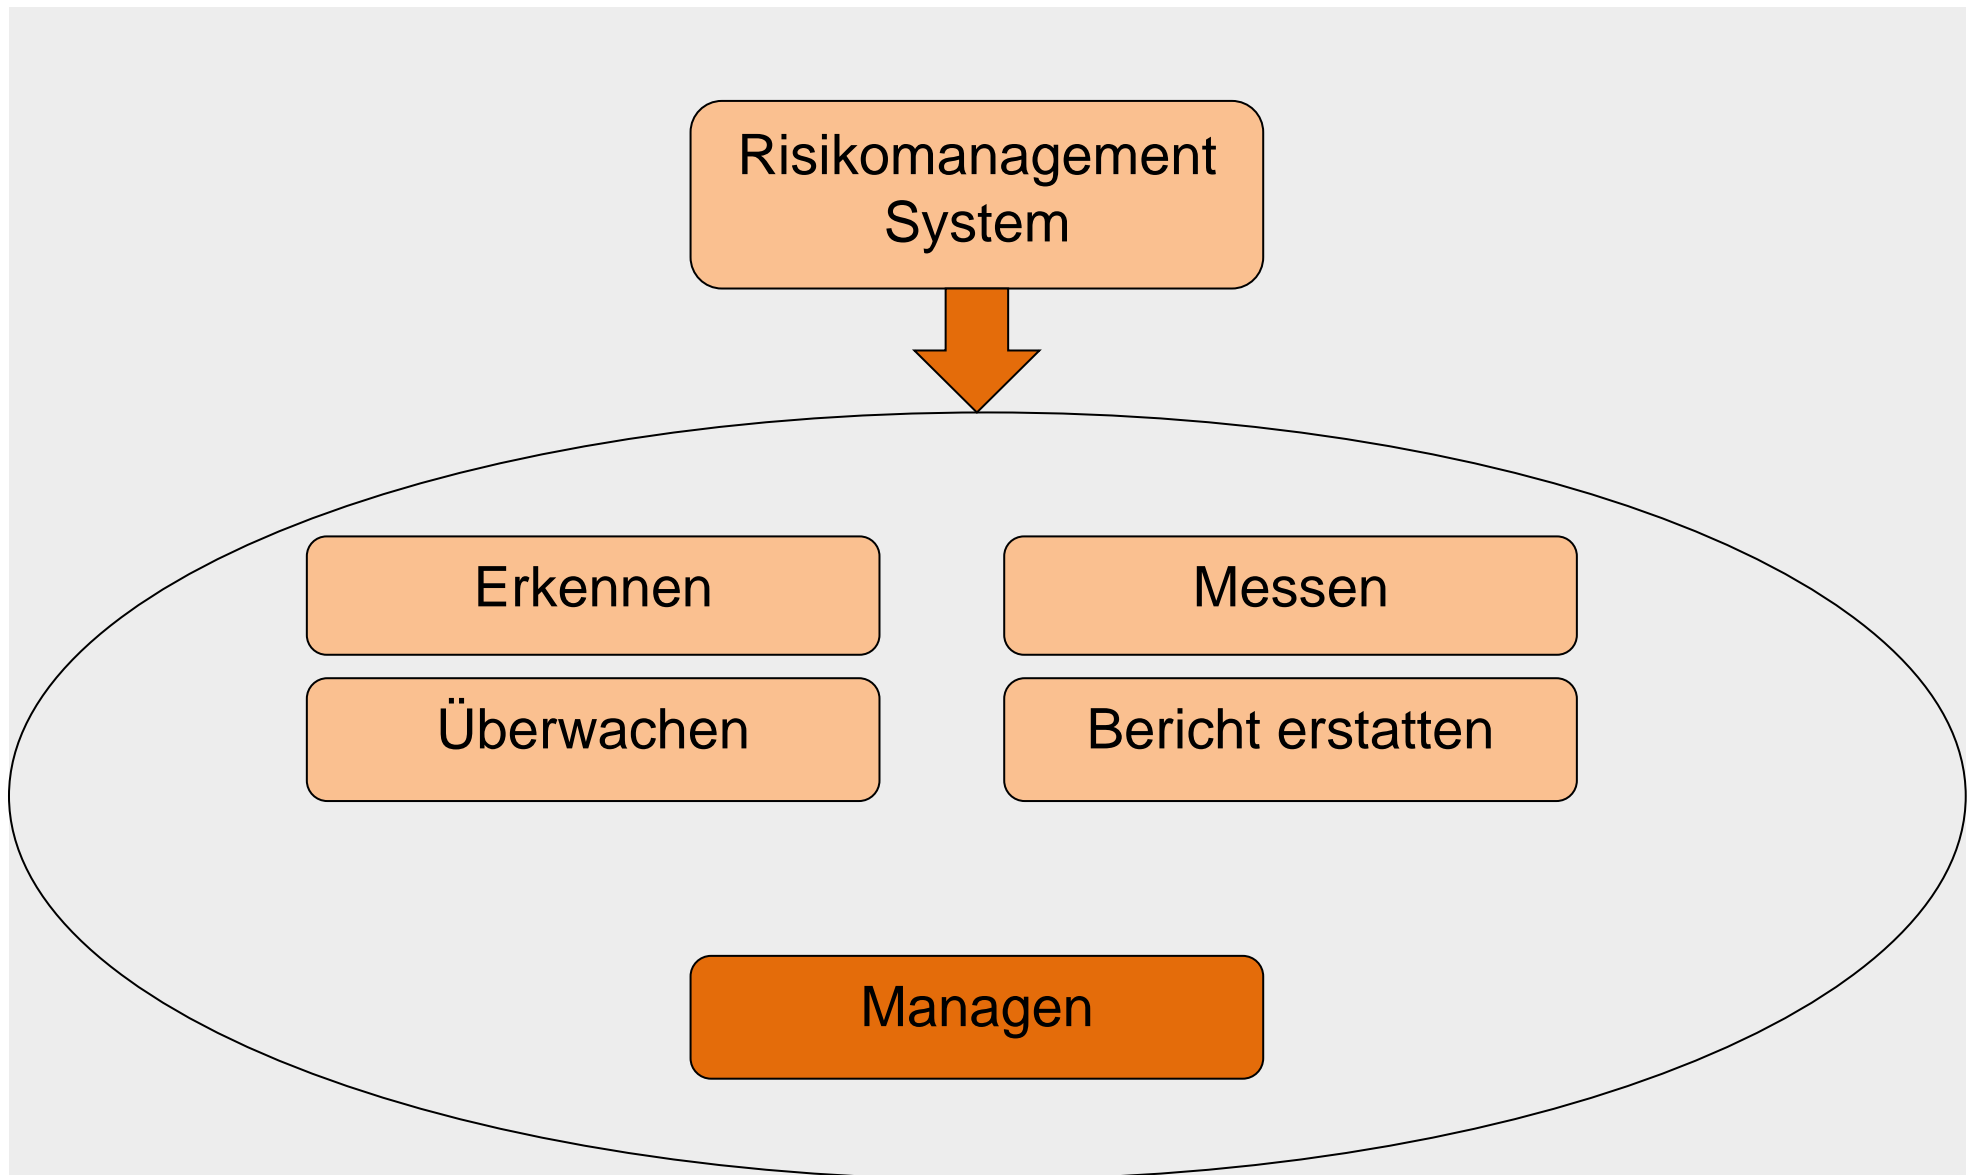 Risikomanagement
System
Erkennen
Messen
Überwachen
Bericht erstatten
Managen